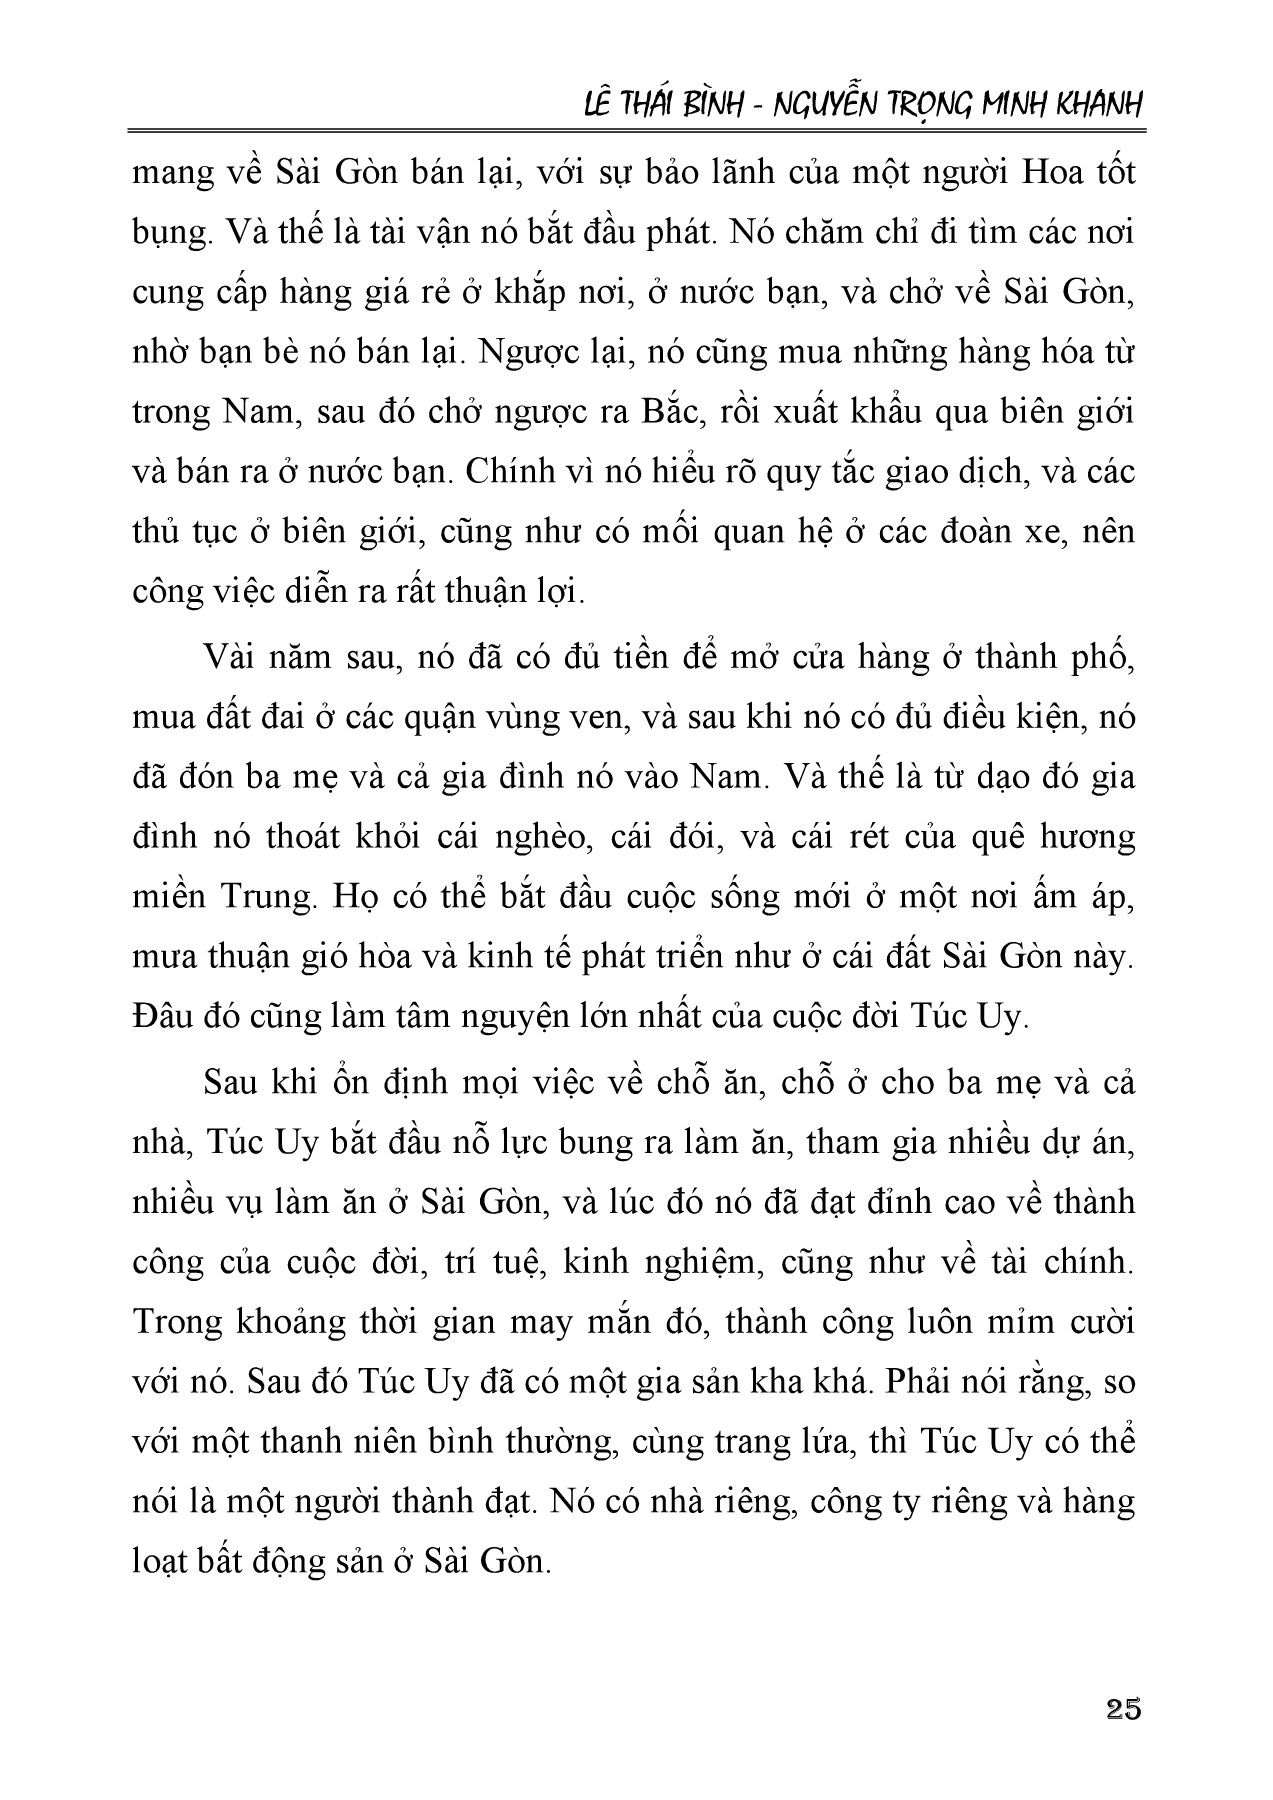 LÊ THÁI BÌNH - NGUYỄN TRỌNG MINH KHANH
mang về Sài Gòn bán lại, với sự bảo lãnh của một người Hoa tốt
bụng. Và thế là tài vận nó bắt đầu phát. Nó chăm chỉ đi tìm các nơi
cung cấp hàng giá rẻ ở khắp nơi, ở nước bạn, và chở về Sài Gòn,
nhờ bạn bè nó bán lại. Ngược lại, nó cũng mua những hàng hóa từ
trong Nam, sau đó chở ngược ra Bắc, rồi xuất khẩu qua biên giới
và bán ra ở nước bạn. Chính vì nó hiểu rõ quy tắc giao dịch, và các
thủ tục ở biên giới, cũng như có mối quan hệ ở các đoàn xe, nên
công việc diễn ra rất thuận lợi.
Vài năm sau, nó đã có đủ tiền để mở cửa hàng ở thành phố,
mua đất đai ở các quận vùng ven, và sau khi nó có đủ điều kiện, nó
đã đón ba mẹ và cả gia đình nó vào Nam. Và thế là từ dạo đó gia
đình nó thoát khỏi cái nghèo, cái đói, và cái rét của quê hương
miền Trung. Họ có thể bắt đầu cuộc sống mới ở một nơi ấm áp,
mưa thuận gió hòa và kinh tế phát triển như ở cái đất Sài Gòn này.
Đâu đó cũng làm tâm nguyện lớn nhất của cuộc đời Túc Uy.
Sau khi ổn định mọi việc về chỗ ăn, chỗ ở cho ba mẹ và cả
nhà, Túc Uy bắt đầu nỗ lực bung ra làm ăn, tham gia nhiều dự án,
nhiều vụ làm ăn ở Sài Gòn, và lúc đó nó đã đạt đỉnh cao về thành
công của cuộc đời, trí tuệ, kinh nghiệm, cũng như về tài chính.
Trong khoảng thời gian may mắn đó, thành công luôn mỉm cười
với nó. Sau đó Túc Uy đã có một gia sản kha khá. Phải nói rằng, so
với một thanh niên bình thường, cùng trang lứa, thì Túc Uy có thể
nói là một người thành đạt. Nó có nhà riêng, công ty riêng và hàng
loạt bất động sản ở Sài Gòn.
25